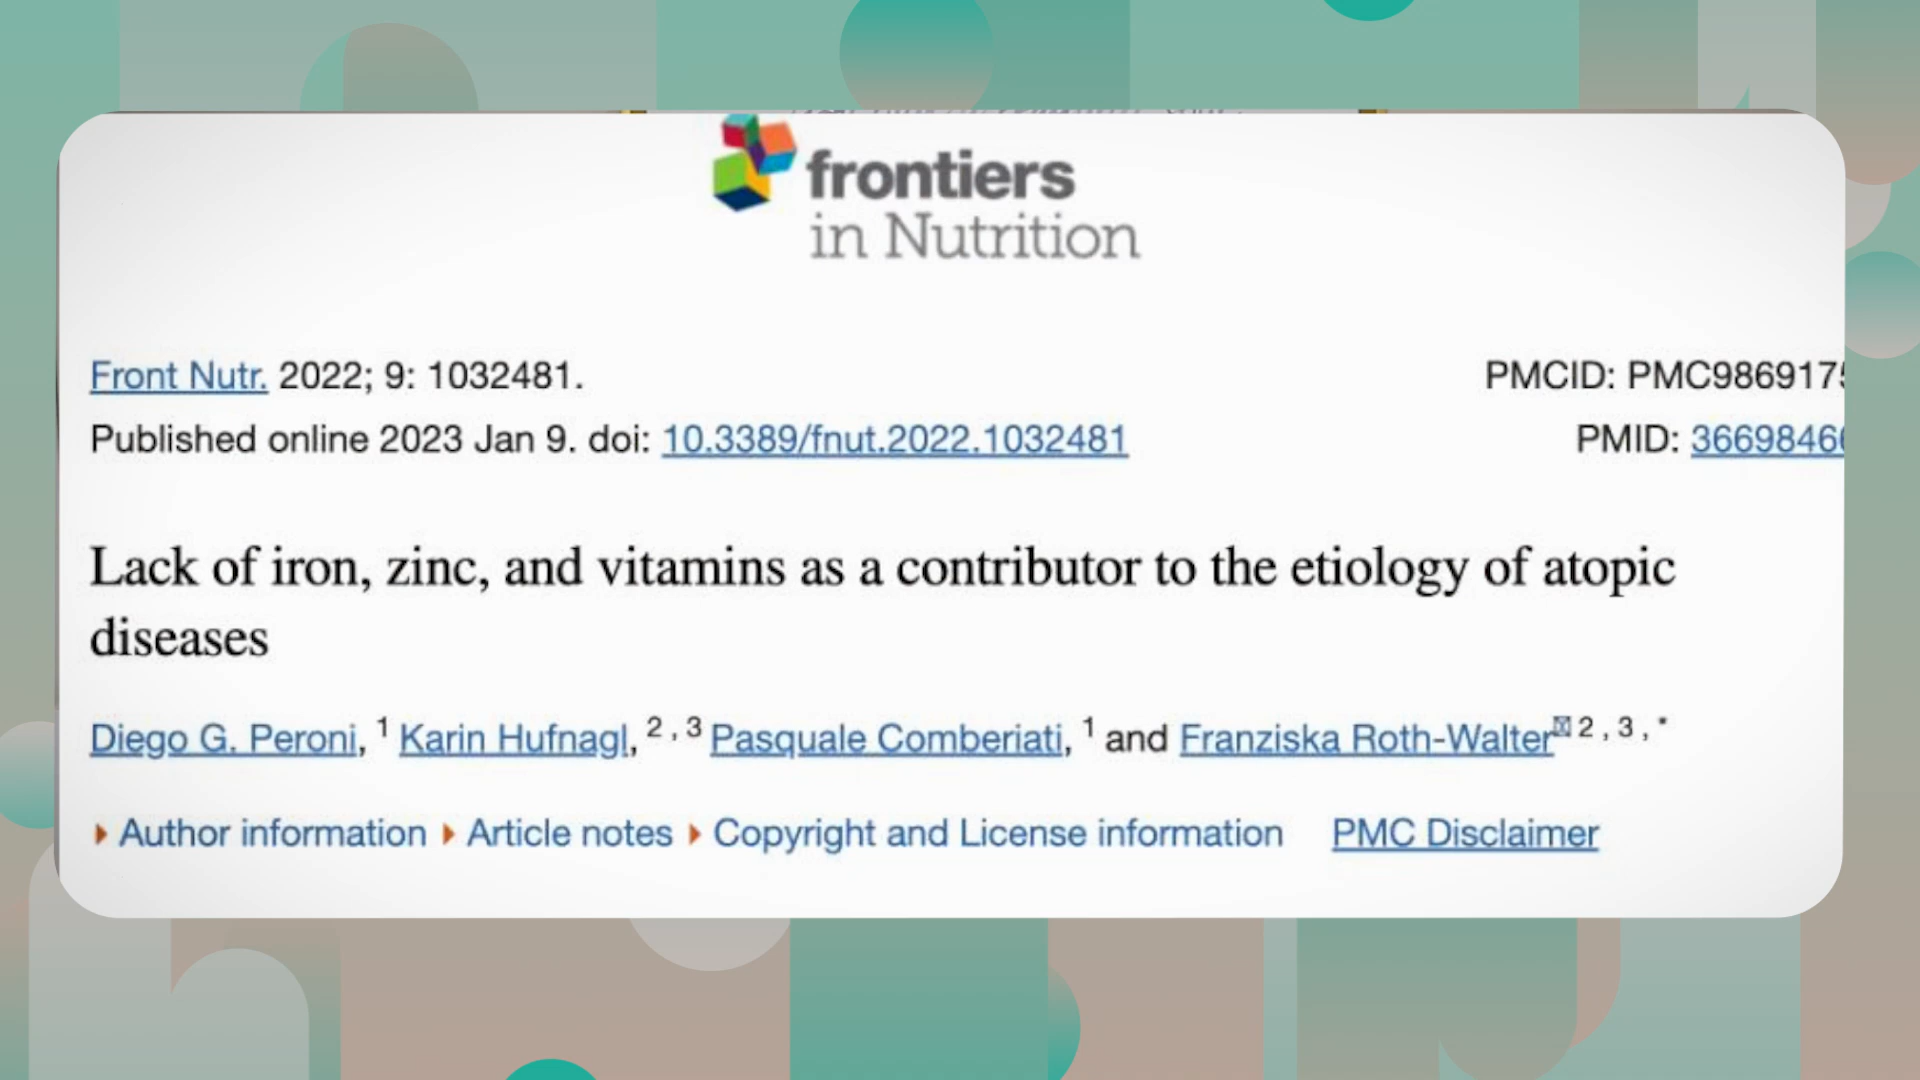 frontiers
in Nutrition
Front Nutr. 2022; 9: 1032481.
PMCID: PMC986917
Published online 2023 Jan 9. doi: 10.3389/fnut.2022.1032481
PMID: 3669846
Lack of iron, zinc, and vitamins as a contributor to the etiology of atopic
diseases
Diego G. Peroni, 1 Karin Hufnagl, 2 , 3 Pasquale Comberiati, 1 and Franziska Roth-Walter 2 , 3 , *
Author information Article notes Copyright and License information PMC Disclaimer